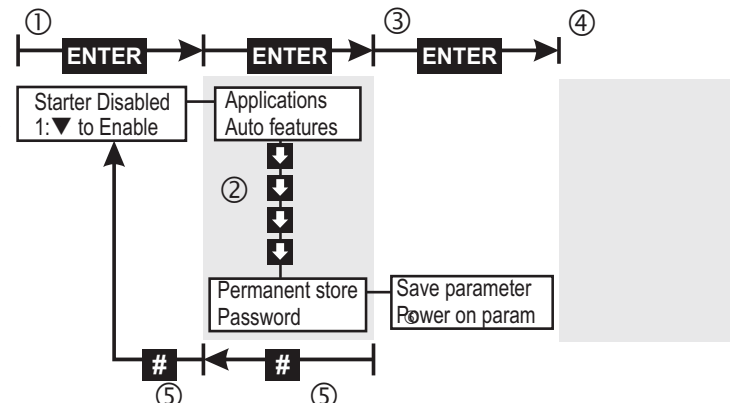 ① ③ ④
ENTER ENTER ENTER
Starter Disabled
1:▼ to Enable
Applications
Auto features
②
Permanent store
Password
Save parameter
Power on param
# #
⑤ ⑤